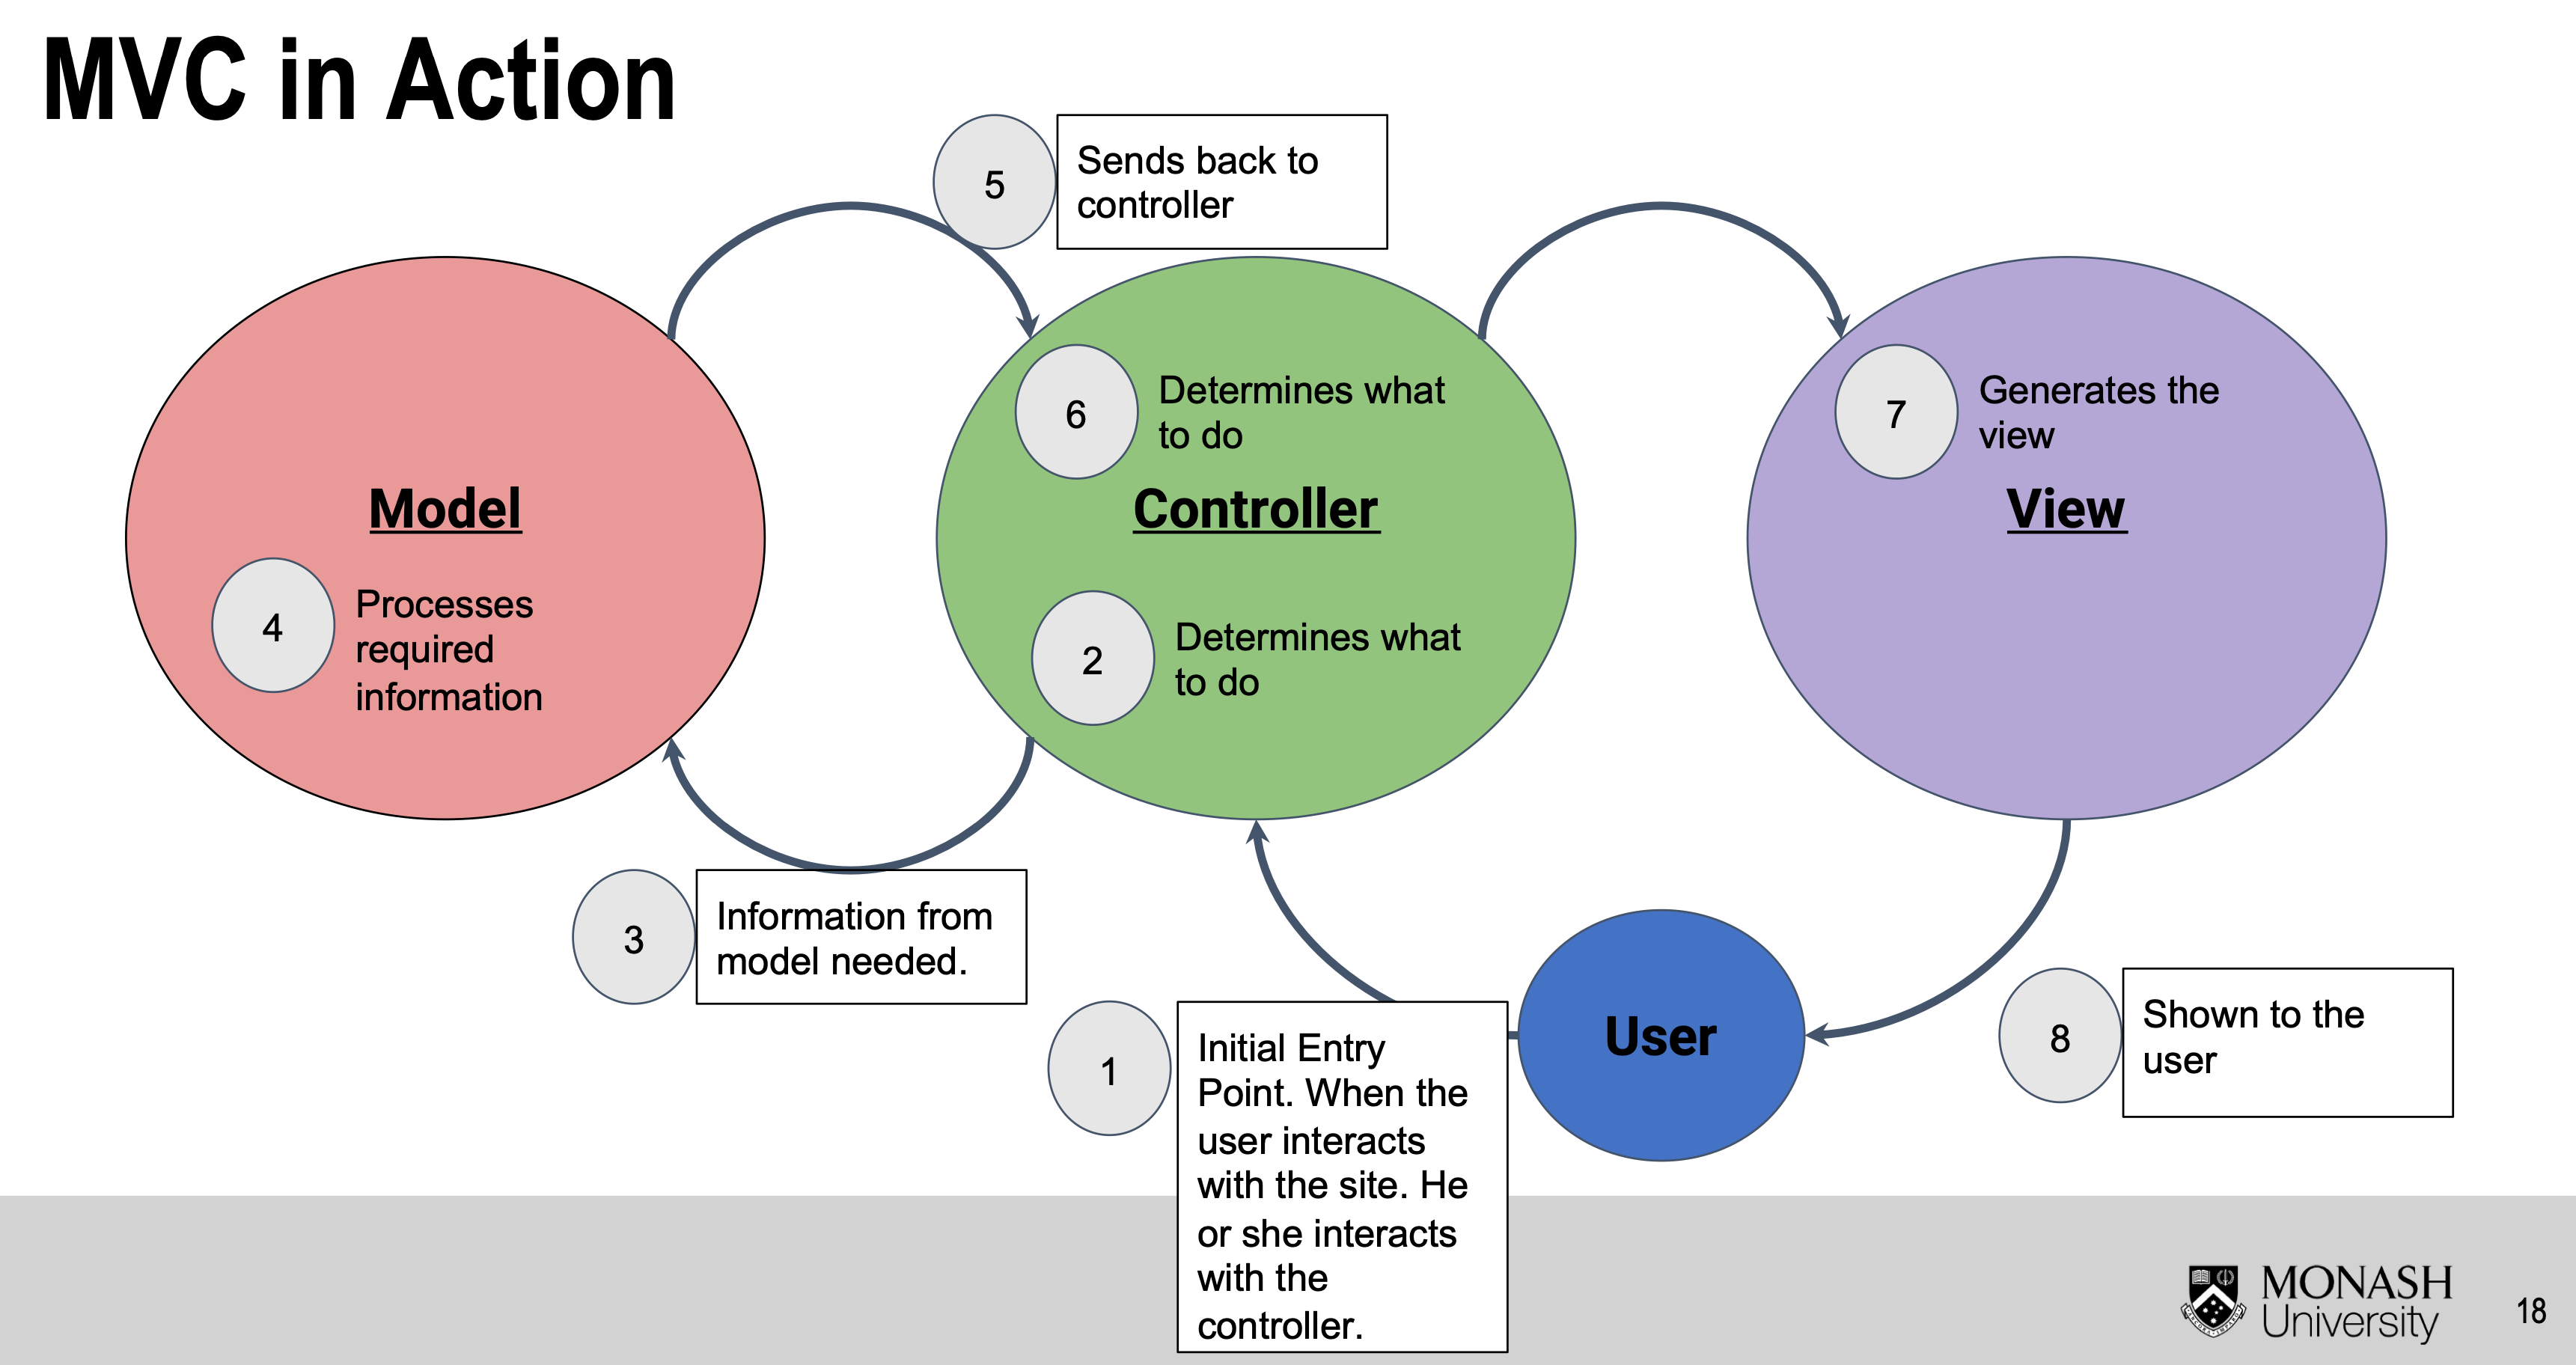 MVC in Action
5
Sends back to
controller
6
Determines what
to do
7
Generates the
view
Model
Controller
View
4
Processes
required
information
2
Determines what
to do
3
Information from
model needed.
1
Initial Entry
Point. When the
user interacts
with the site. He
or she interacts
with the
controller.
User
8
Shown to the
user
MONASH
University
18